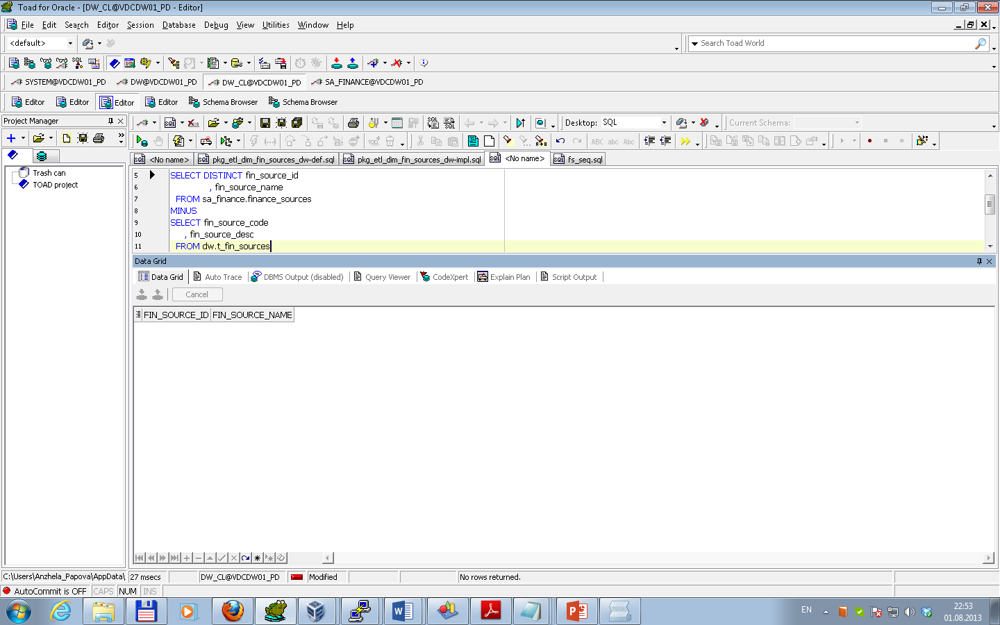 Toad for Oracle - [DW_CL@VDCDW01_PD - Editor]
File Edit Search Editor Session Database Debug View Utilities Window Help
<default>
Search Toad World
SYSTEM@VDCDW01_PD DW@VDCDW01_PD DW_CL@VDCDW01_PD SA_FINANCE@VDCDW01_PD
Editor Editor Editor Editor Schema Browser Schema Browser
Project Manager
Desktop: SQL
Current Schema:
<No name> pkg_etl_dim_fin_sources_dw-def.sql pkg_etl_dim_fin_sources_dw-impl.sql <No name> fs_seq.sql
Trash can
TOAD project
5 SELECT DISTINCT fin_source_id
6 , fin_source_name
7 FROM sa_finance.finance_sources
8 MINUS
9 SELECT fin_source_code
10 , fin_source_desc
11 FROM dw.t_fin_sources
Data Grid
Data Grid Auto Trace DBMS Output (disabled) Query Viewer CodeXpert Explain Plan Script Output
Cancel
FIN_SOURCE_ID FIN_SOURCE_NAME
C:\Users\Anzhela_Papova\AppData\ 27 msecs DW_CL@VDCDW01_PD Modified No rows returned.
AutoCommit is OFF CAPS NUM INS
EN 22:53
01.08.2013